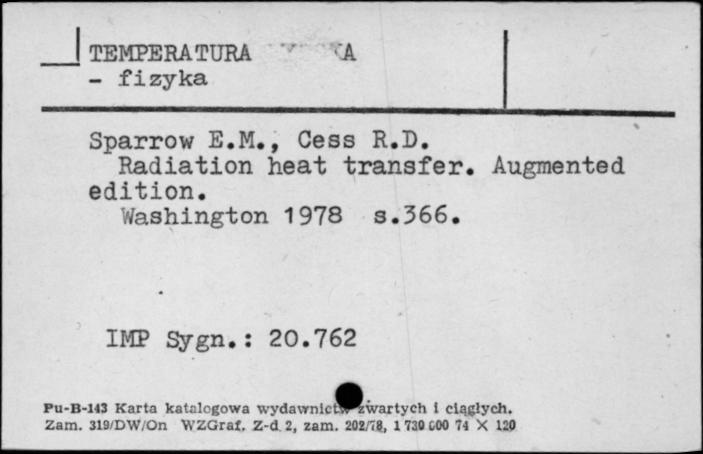 TEMPERATURA A
- fizyka
Sparrow E.M., Cess R.D.
Radiation heat transfer. Augmented
edition.
Washington 1978 s.366.
IMP Sygn.: 20.762
Pu-B-143 Karta katalogowa wydawnictw zwartych i ciągłych.
Zam. 319/DW/On WZGraf. Z-d 2, zam. 202/78, 1 730 000 74 X 120